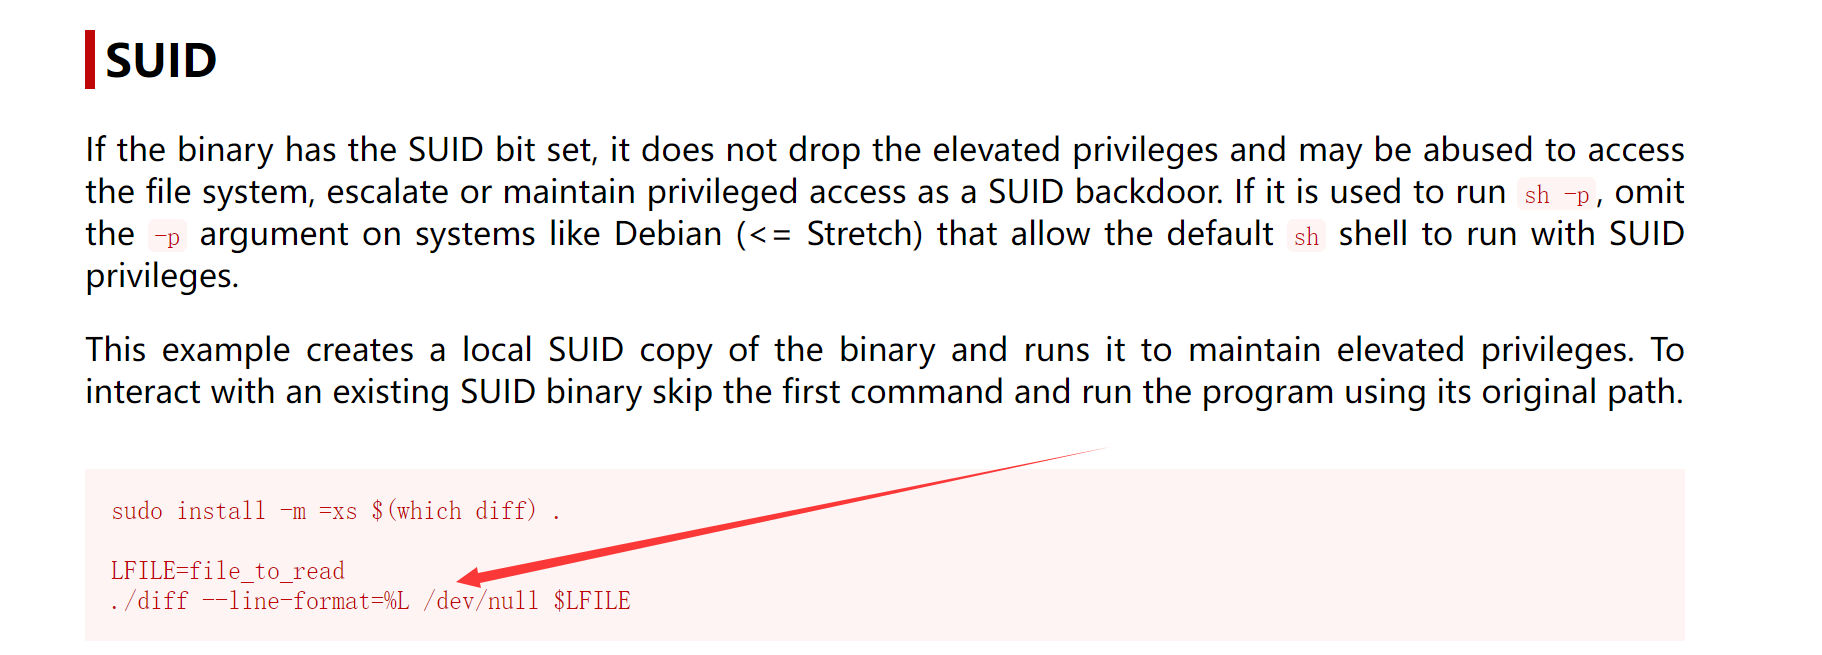 SUID
If the binary has the SUID bit set, it does not drop the elevated privileges and may be abused to access
the file system, escalate or maintain privileged access as a SUID backdoor. If it is used to run sh -p, omit
the -p argument on systems like Debian (<= Stretch) that allow the default sh shell to run with SUID
privileges.
This example creates a local SUID copy of the binary and runs it to maintain elevated privileges. To
interact with an existing SUID binary skip the first command and run the program using its original path.
sudo install -m =xs $(which diff) .
LFILE=file_to_read
./diff --line-format=%L /dev/null $LFILE